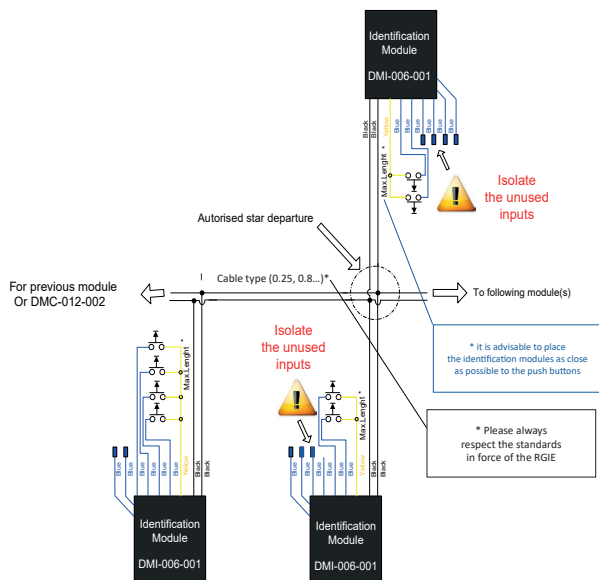 Identification
Module
DMI-006-001
Black
Black
Yellow
Blue
Blue
Blue
Blue
Blue
Blue
Max.Lenght *
Isolate
the unused
inputs
Autorised star departure
For previous module
Or DMC-012-002
Cable type (0.25, 0.8...)*
To following module(s)
* it is advisable to place
the identification modules as close
as possible to the push buttons
* Please always
respect the standards
in force of the RGIE
Max.Lenght *
Blue
Blue
Blue
Blue
Blue
Blue
Yellow
Black
Black
Identification
Module
DMI-006-001
Isolate
the unused
inputs
Max.Lenght *
Blue
Blue
Blue
Blue
Blue
Blue
Yellow
Black
Black
Identification
Module
DMI-006-001